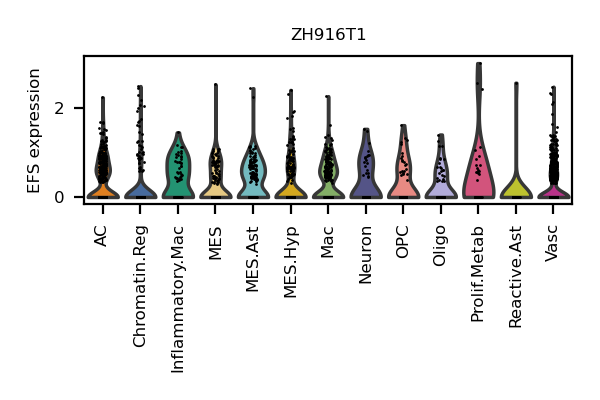 ZH916T1
EFS expression
2
0
AC
Chromatin.Reg
Inflammatory.Mac
MES
MES.Ast
MES.Hyp
Mac
Neuron
OPC
Oligo
Prolif.Metab
Reactive.Ast
Vasc